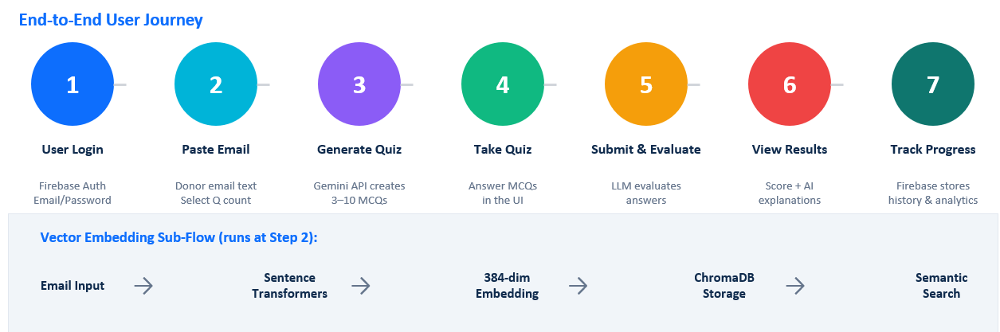 End-to-End User Journey
1
2
3
4
5
6
7
User Login
Paste Email
Generate Quiz
Take Quiz
Submit & Evaluate
View Results
Track Progress
Firebase Auth
Email/Password
Donor email text
Select Q count
Gemini API creates
3–10 MCQs
Answer MCQs
in the UI
LLM evaluates
answers
Score + AI
explanations
Firebase stores
history & analytics
Vector Embedding Sub-Flow (runs at Step 2):
Email Input
Sentence
Transformers
384-dim
Embedding
ChromaDB
Storage
Semantic
Search